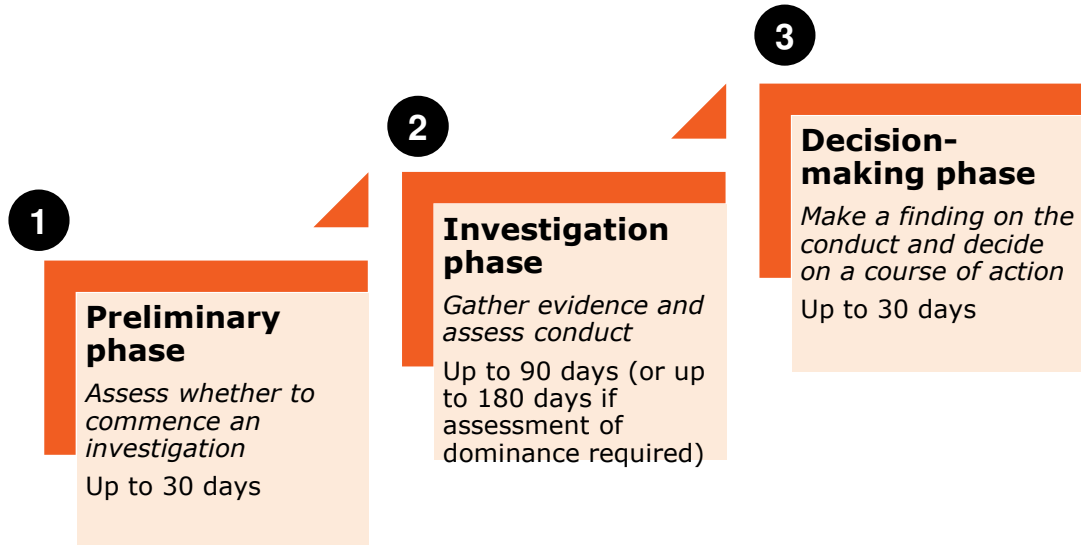 1
Preliminary
phase
Assess whether to
commence an
investigation
Up to 30 days
2
Investigation
phase
Gather evidence and
assess conduct
Up to 90 days (or up
to 180 days if
assessment of
dominance required)
3
Decision-
making phase
Make a finding on the
conduct and decide
on a course of action
Up to 30 days